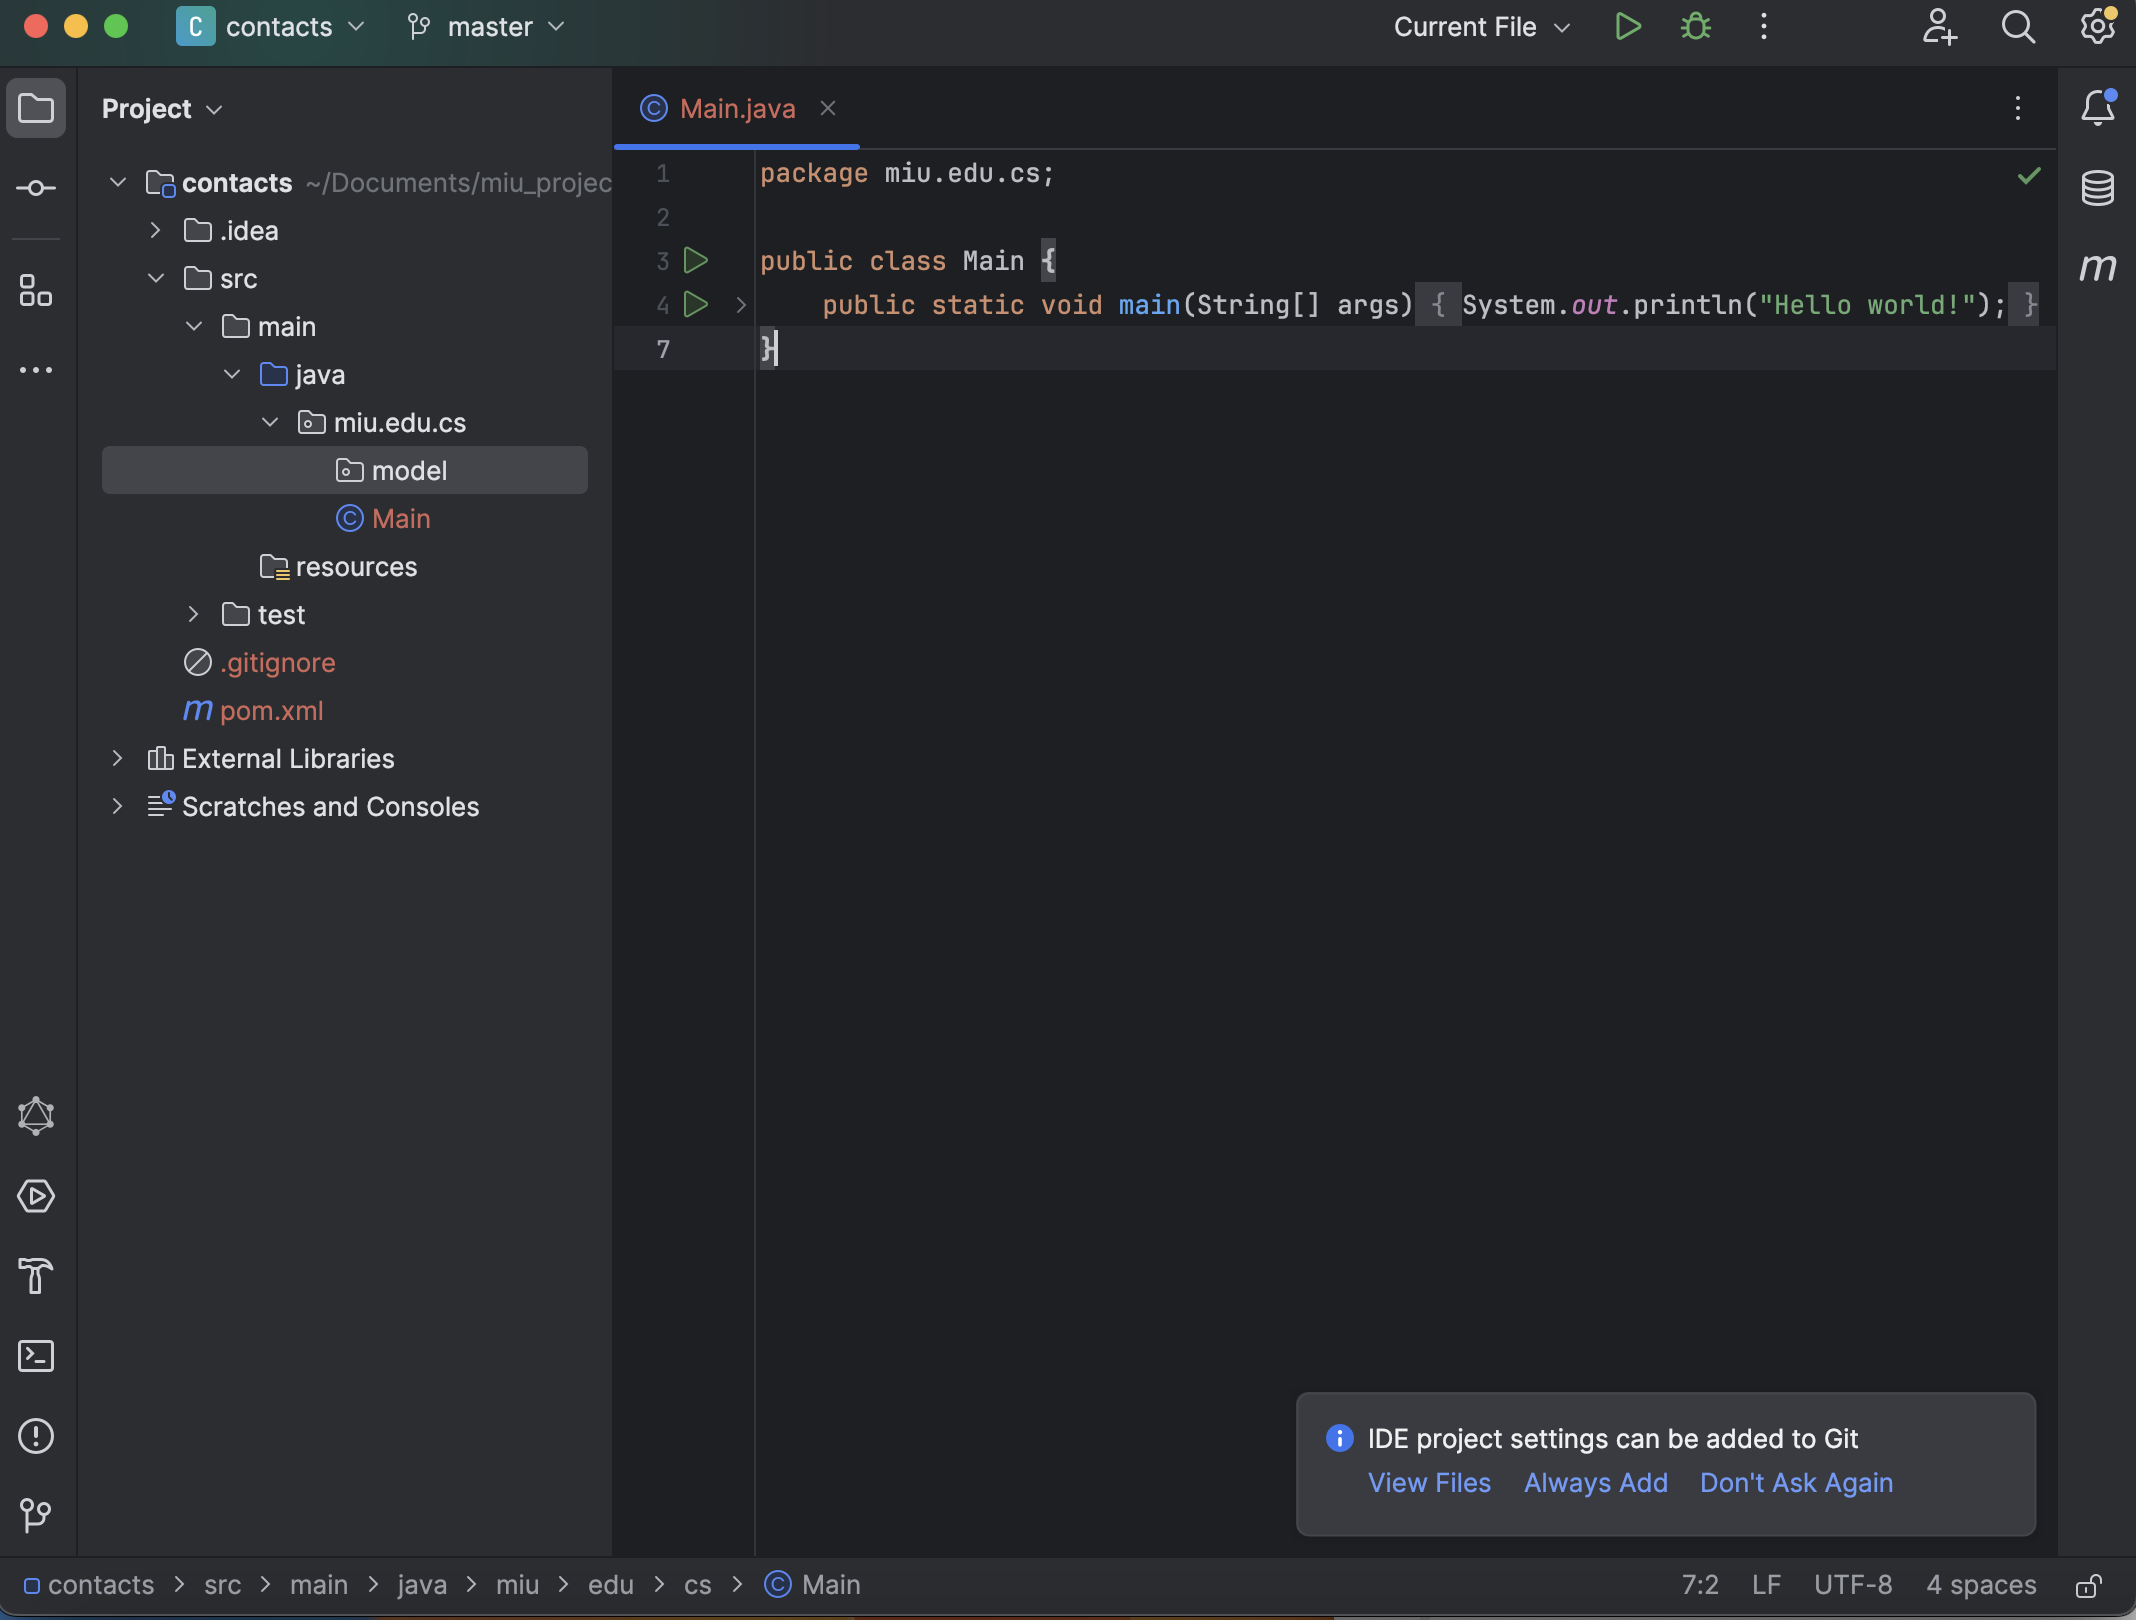 C contacts master Current File
Project
Main.java
contacts ~/Documents/miu_projec
.idea
src
main
java
miu.edu.cs
model
Main
resources
test
.gitignore
pom.xml
External Libraries
Scratches and Consoles
1 package miu.edu.cs;
2
3 public class Main {
4 public static void main(String[] args) { System.out.println("Hello world!"); }
7 }
m
IDE project settings can be added to Git
View Files Always Add Don't Ask Again
contacts > src > main > java > miu > edu > cs > Main
7:2 LF UTF-8 4 spaces